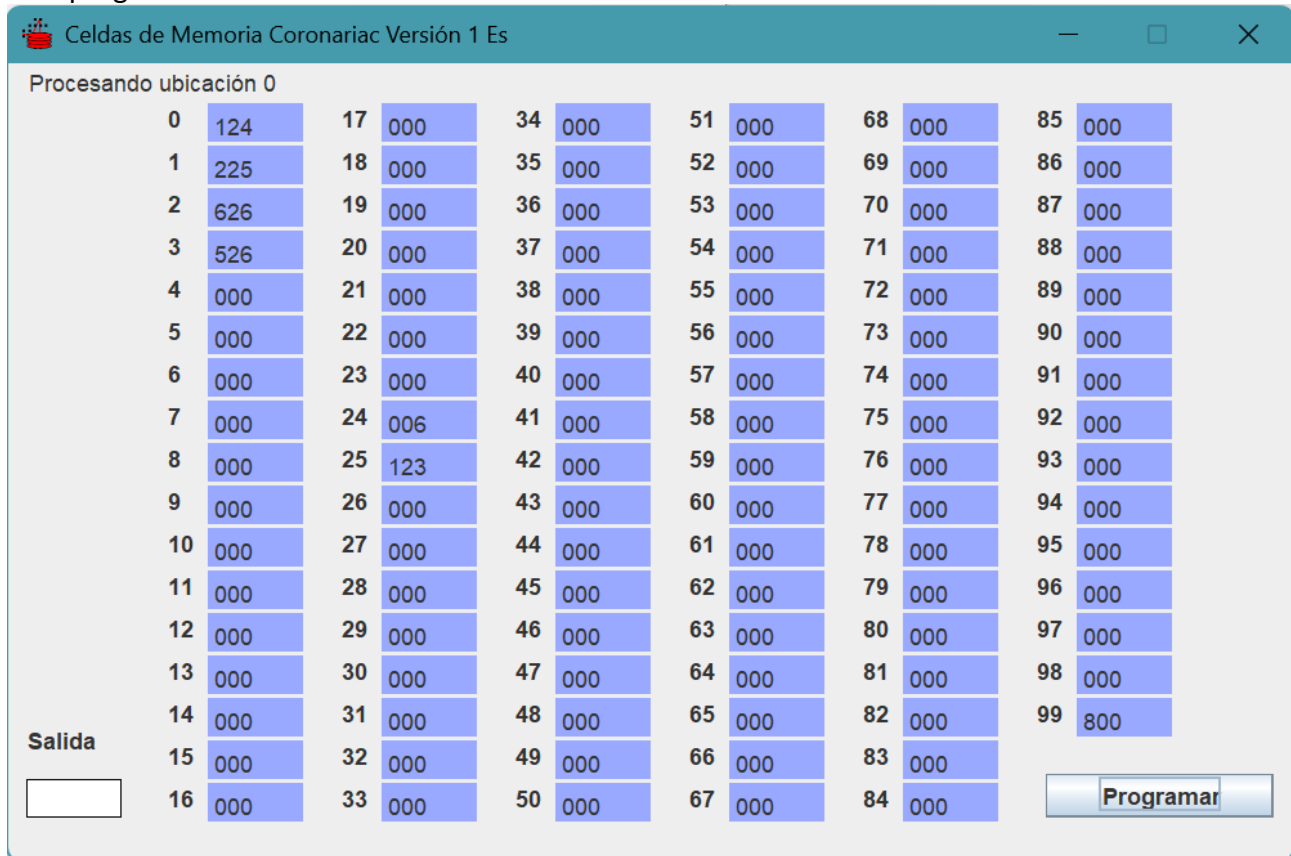 Celdas de Memoria Coronariac Versión 1 Es
Procesando ubicación 0
0 124 17 000 34 000 51 000 68 000 85 000
1 225 18 000 35 000 52 000 69 000 86 000
2 626 19 000 36 000 53 000 70 000 87 000
3 526 20 000 37 000 54 000 71 000 88 000
4 000 21 000 38 000 55 000 72 000 89 000
5 000 22 000 39 000 56 000 73 000 90 000
6 000 23 000 40 000 57 000 74 000 91 000
7 000 24 006 41 000 58 000 75 000 92 000
8 000 25 123 42 000 59 000 76 000 93 000
9 000 26 000 43 000 60 000 77 000 94 000
10 000 27 000 44 000 61 000 78 000 95 000
11 000 28 000 45 000 62 000 79 000 96 000
12 000 29 000 46 000 63 000 80 000 97 000
13 000 30 000 47 000 64 000 81 000 98 000
14 000 31 000 48 000 65 000 82 000 99 800
Salida
15 000 32 000 49 000 66 000 83 000
16 000 33 000 50 000 67 000 84 000
Programar